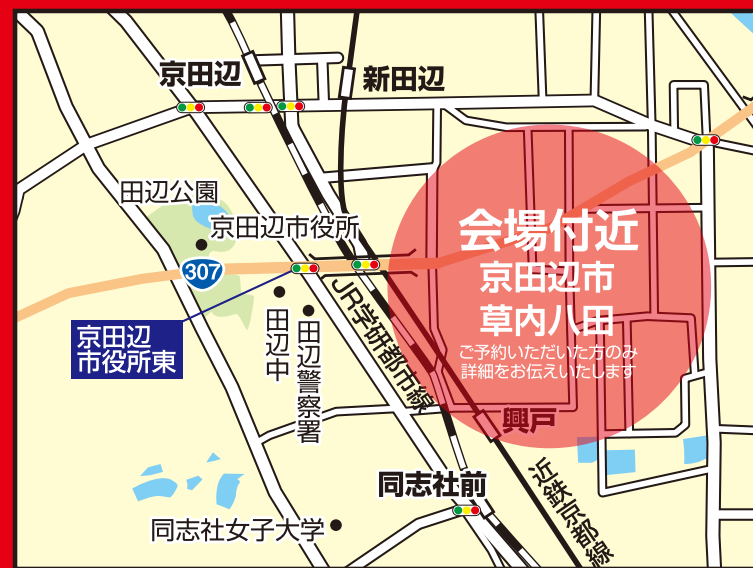 京田辺
新田辺
田辺公園
京田辺市役所
307
会場付近
京田辺市
草内八田
ご予約いただいた方のみ
詳細をお伝えいたします
京田辺
市役所東
田辺中
田辺警察署
JR学研都市線
興戸
同志社前
近鉄京都線
同志社女子大学